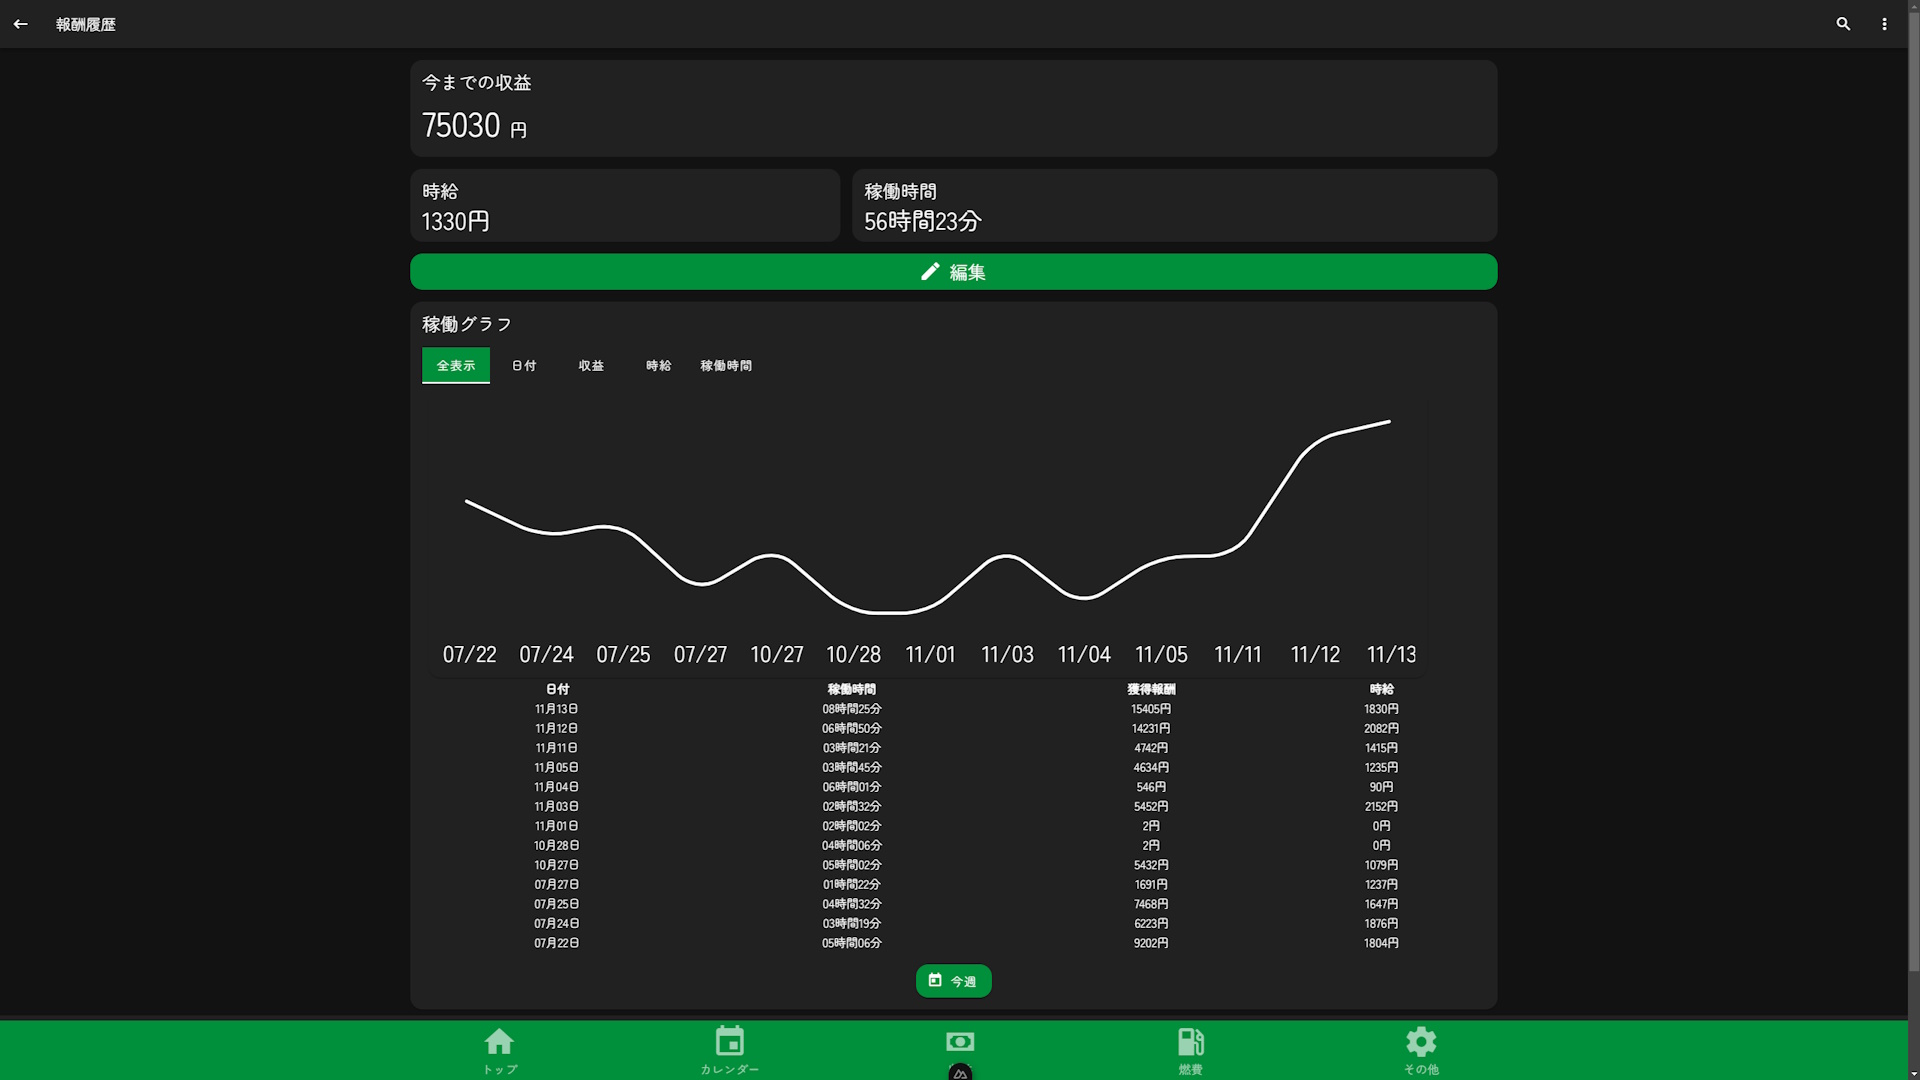 報酬履歴
今までの収益
75030 円
時給
1330円
稼働時間
56時間23分
編集
稼働グラフ
全表示 日付 収益 時給 稼働時間
07/22 07/24 07/25 07/27 10/27 10/28 11/01 11/03 11/04 11/05 11/11 11/12 11/13
日付 稼働時間 獲得報酬 時給
11月13日 08時間25分 15405円 1830円
11月12日 06時間50分 14231円 2082円
11月11日 03時間21分 4742円 1415円
11月05日 03時間45分 4634円 1235円
11月04日 06時間01分 546円 90円
11月03日 02時間32分 5452円 2152円
11月01日 02時間02分 2円 0円
10月28日 04時間06分 2円 0円
10月27日 05時間02分 5432円 1079円
07月27日 01時間22分 1691円 1237円
07月25日 04時間32分 7468円 1647円
07月24日 03時間19分 6223円 1876円
07月22日 05時間06分 9202円 1804円
今週
トップ カレンダー 燃費 その他